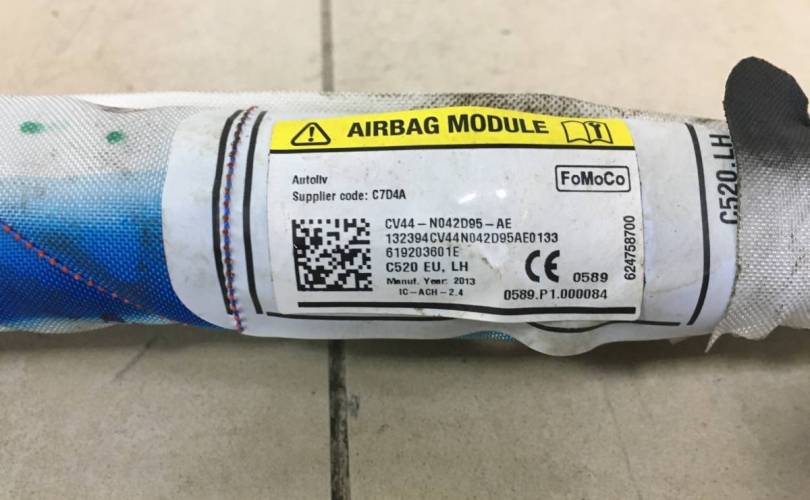 AIRBAG MODULE
Autoliv
Supplier code: C7D4A
FoMoCo
CV44-N042D95-AE
132394CV44N042D95AE0133
619203601E
C520 EU, LH
Manuf. Year: 2013
IC-ACH-2.4
CE 0589
0589.P1.000084
624758700
C520.LH